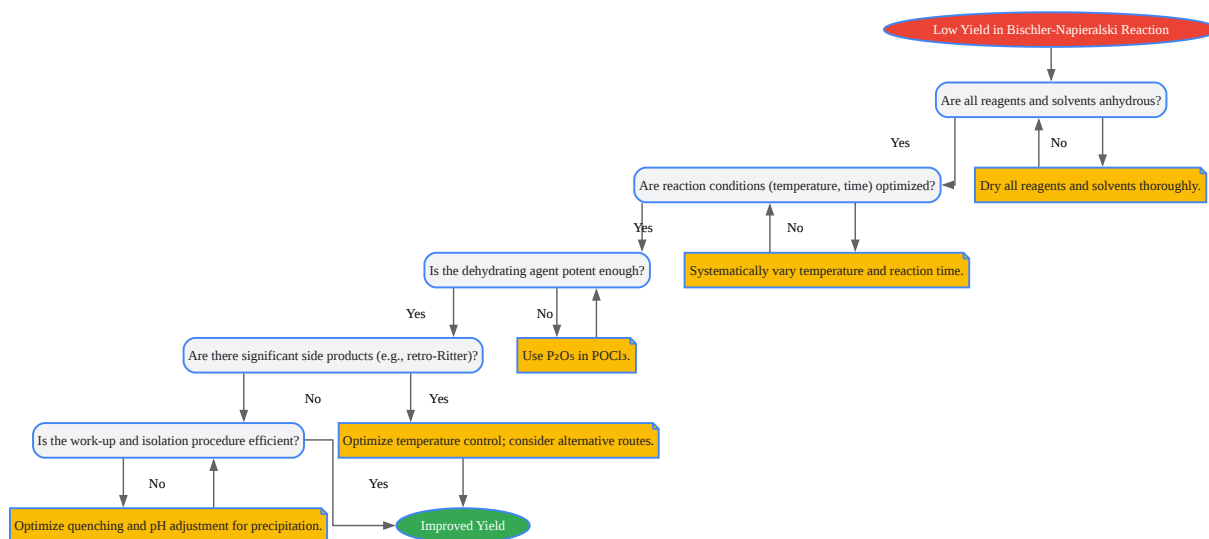 Low Yield in Bischler-Napieralski Reaction
Are all reagents and solvents anhydrous?
Yes
No
Are reaction conditions (temperature, time) optimized?
Dry all reagents and solvents thoroughly.
Yes
No
Is the dehydrating agent potent enough?
Systematically vary temperature and reaction time.
Yes
No
Are there significant side products (e.g., retro-Ritter)?
Use P₂O₅ in POCl₃.
No
Yes
Is the work-up and isolation procedure efficient?
Optimize temperature control; consider alternative routes.
No
Yes
Optimize quenching and pH adjustment for precipitation.
Improved Yield